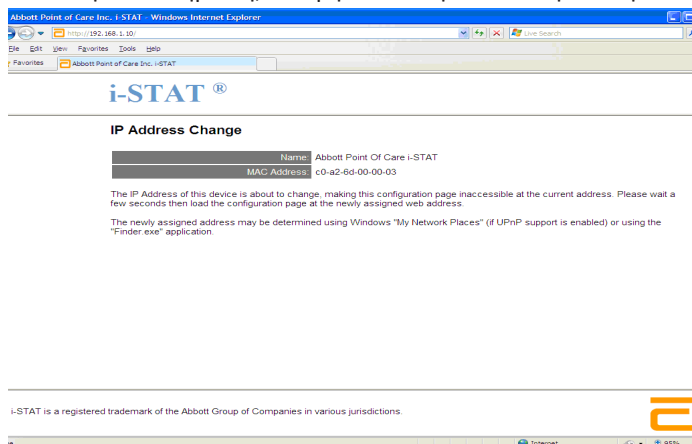 Abbott Point of Care Inc. i-STAT - Windows Internet Explorer
http://192.168.1.10/
Live Search
File Edit View Favorites Tools Help
Favorites Abbott Point of Care Inc. i-STAT
i-STAT ®
IP Address Change
Name: Abbott Point Of Care i-STAT
MAC Address: c0-a2-6d-00-00-03
The IP Address of this device is about to change, making this configuration page inaccessible at the current address. Please wait a
few seconds then load the configuration page at the newly assigned web address.
The newly assigned address may be determined using Windows "My Network Places" (if UPnP support is enabled) or using the
"Finder exe" application.
i-STAT is a registered trademark of the Abbott Group of Companies in various jurisdictions.
Internet 95%